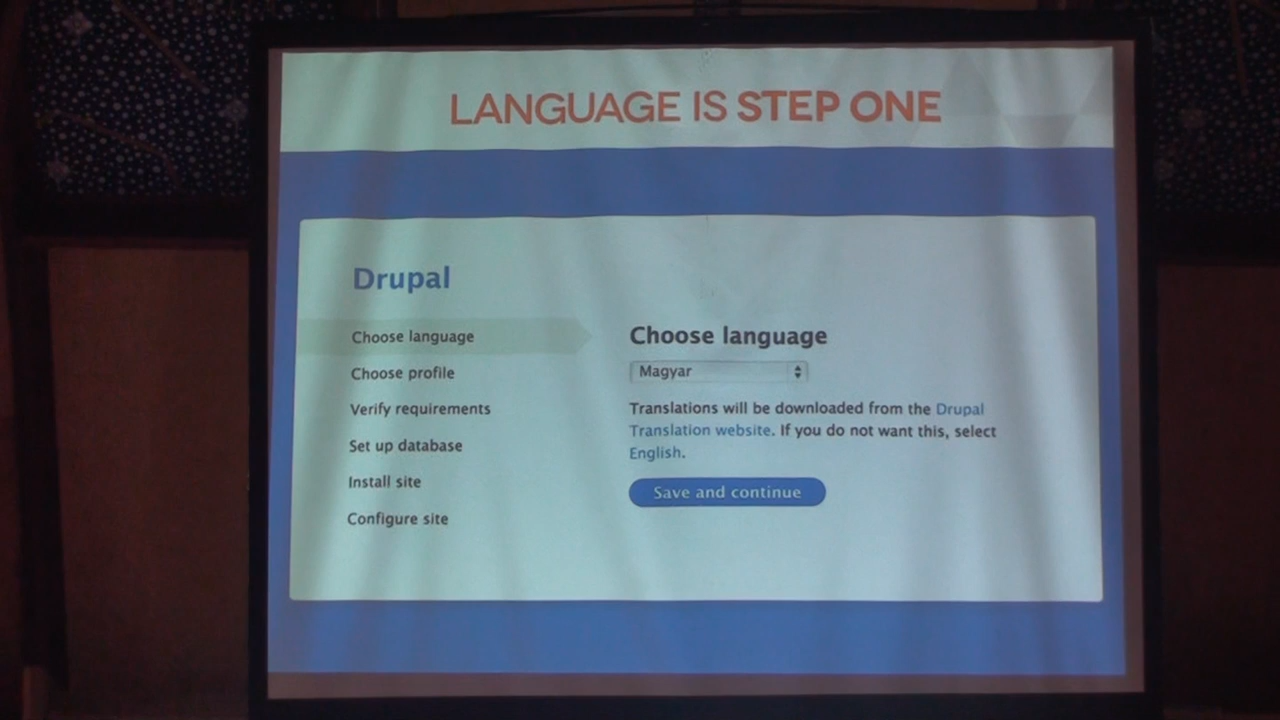 LANGUAGE IS STEP ONE
Drupal
Choose language
Choose profile
Verify requirements
Set up database
Install site
Configure site
Choose language
Magyar
Translations will be downloaded from the Drupal
Translation website. If you do not want this, select
English.
Save and continue